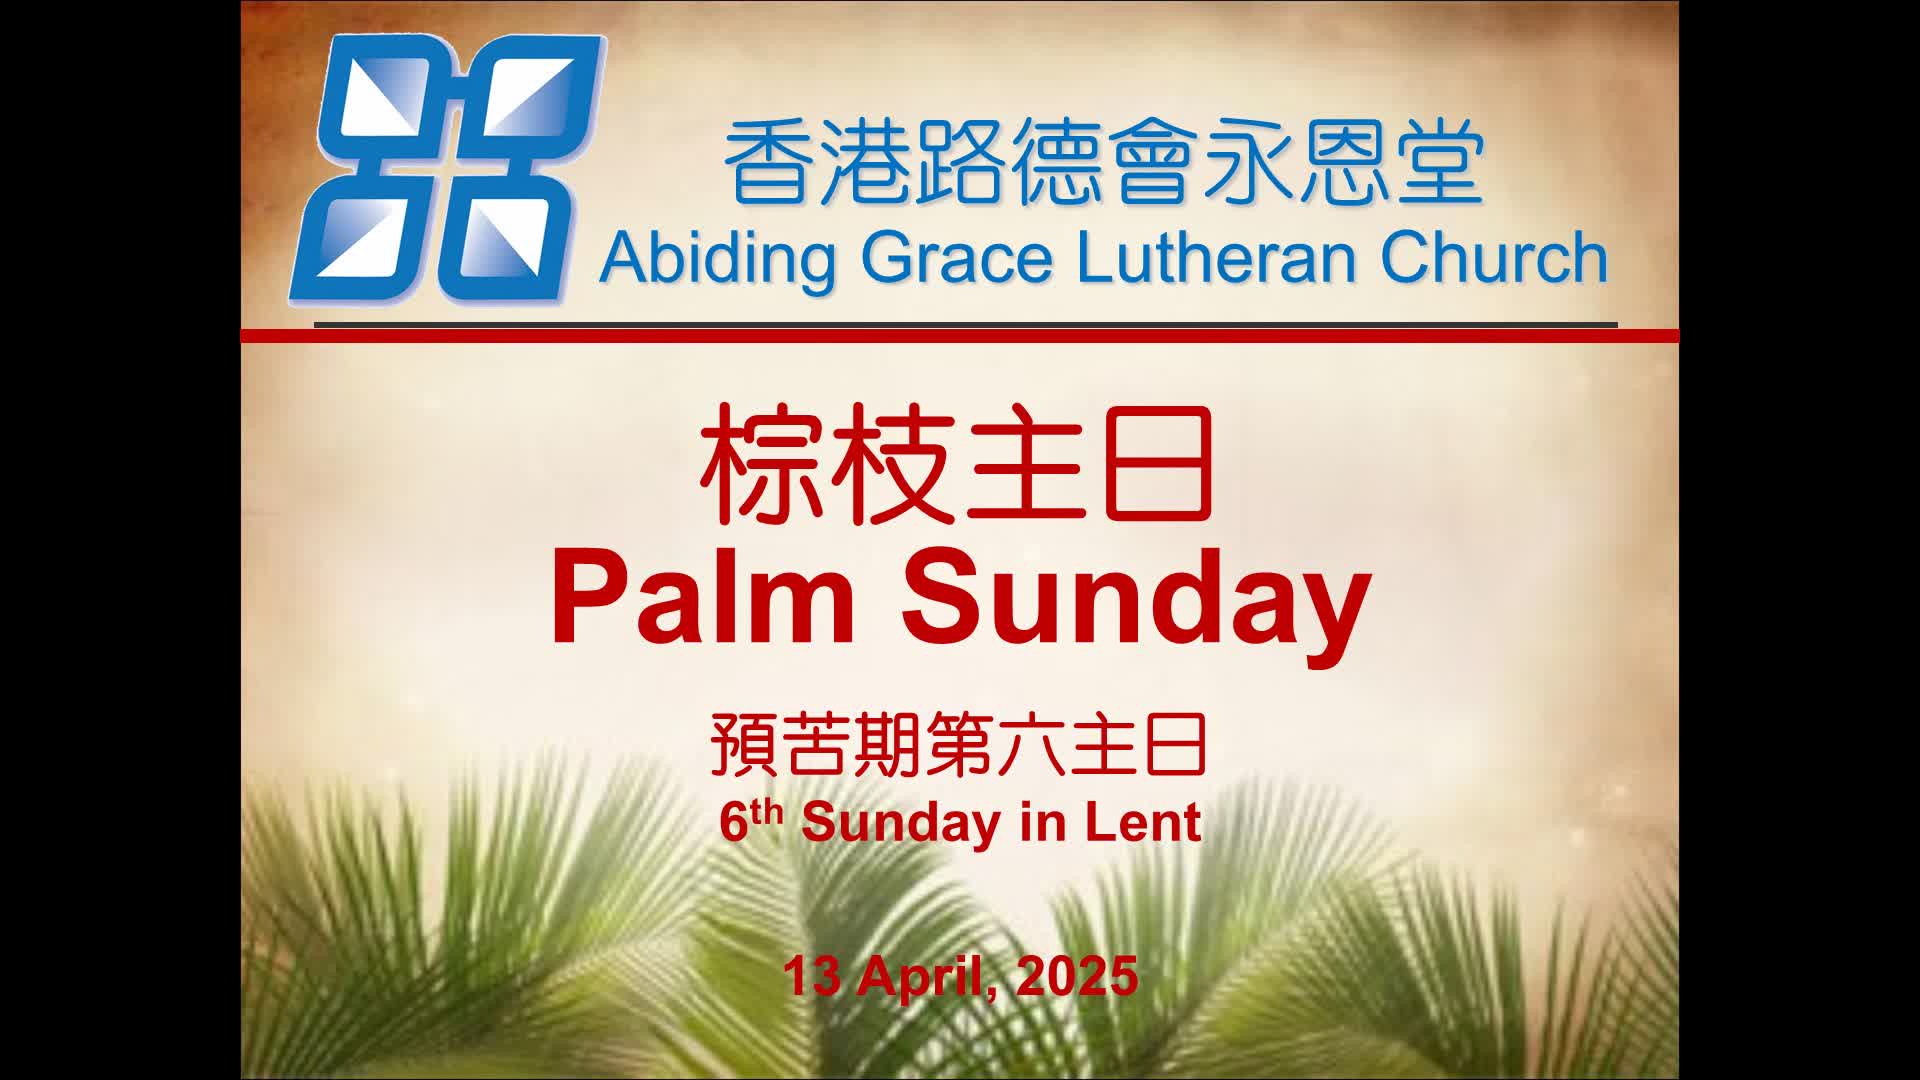 香港路德會永恩堂
Abiding Grace Lutheran Church
棕枝主日
Palm Sunday
預苦期第六主日
6th Sunday in Lent
13 April, 2025